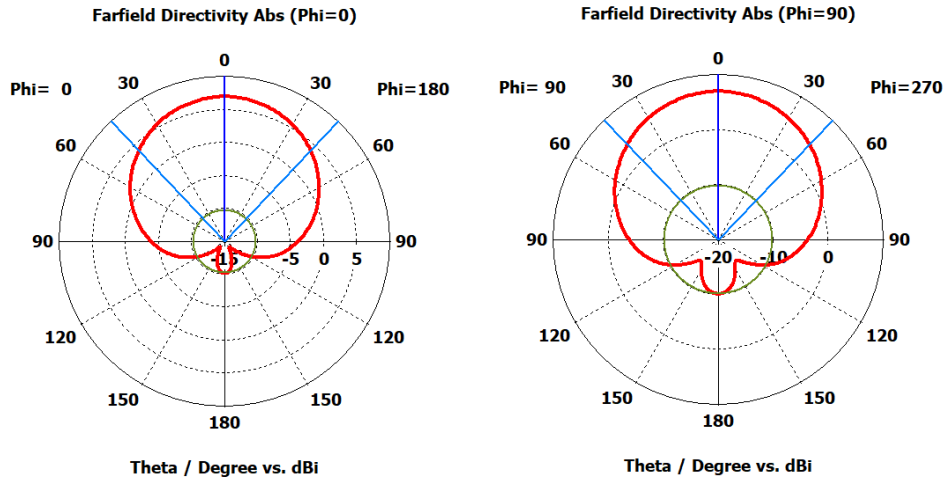 Farfield Directivity Abs (Phi=0)
0
30 30
Phi= 0 Phi=180
60 60
90 -15 -5 0 5 90
120 120
150 150
180
Theta / Degree vs. dBi
Farfield Directivity Abs (Phi=90)
0
30 30
Phi= 90 Phi=270
60 60
90 -20 -10 0 90
120 120
150 150
180
Theta / Degree vs. dBi